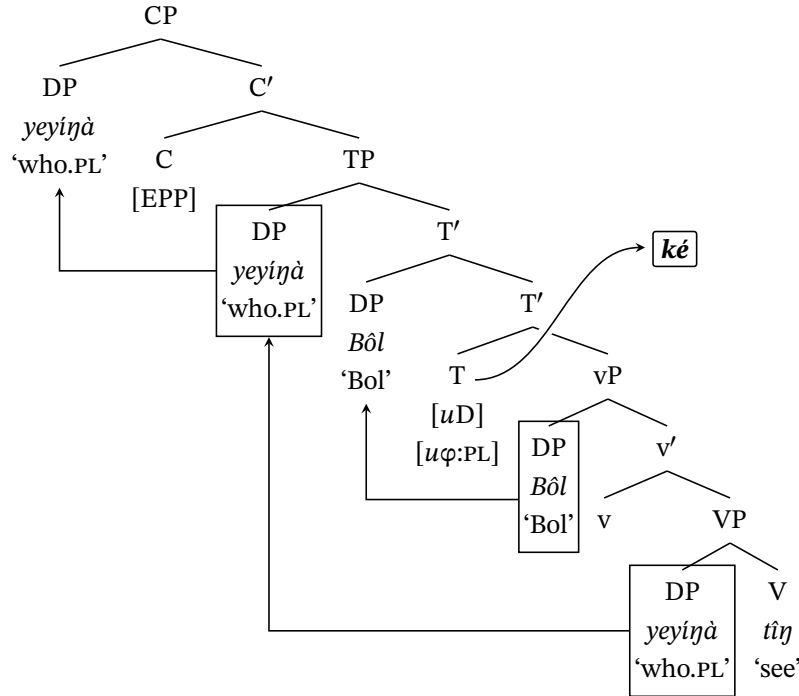 CP
DP
C′
yeyíŋà
‘who.PL’
C
TP
[EPP]
DP
T′
ké
yeyíŋà
‘who.PL’
DP
T′
Bôl
‘Bol’
T
vP
[uD]
[uφ:PL]
DP
v′
Bôl
‘Bol’
v
VP
DP
V
yeyíŋà
tîŋ
‘who.PL’
‘see’